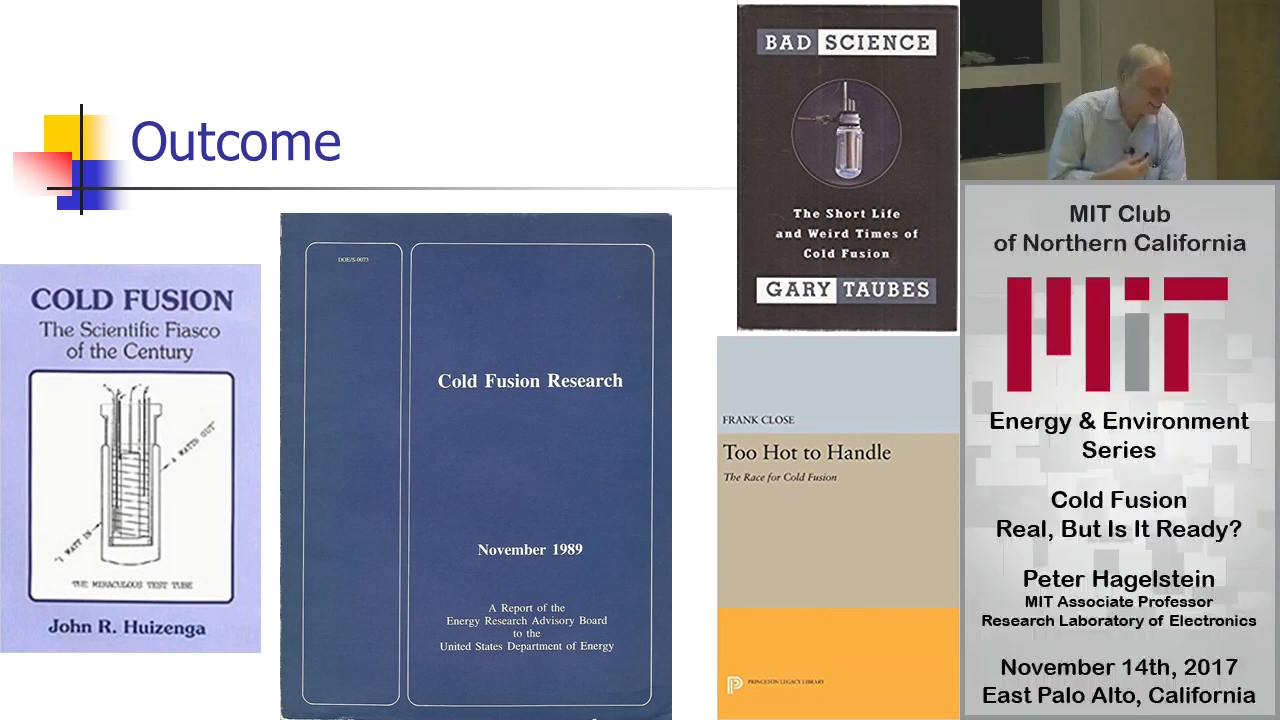 Outcome
COLD FUSION
The Scientific Fiasco
of the Century
4 WATTS OUT
1 WATT IN
THE MIRACULOUS TEST TUBE
John R. Huizenga
DOE/S-0073
Cold Fusion Research
November 1989
A Report of the
Energy Research Advisory Board
to the
United States Department of Energy
BAD SCIENCE
The Short Life
and Weird Times of
Cold Fusion
GARY TAUBES
FRANK CLOSE
Too Hot to Handle
The Race for Cold Fusion
PRINCETON LEGACY LIBRARY
MIT Club
of Northern California
MIT
Energy & Environment
Series
Cold Fusion
Real, But Is It Ready?
Peter Hagelstein
MIT Associate Professor
Research Laboratory of Electronics
November 14th, 2017
East Palo Alto, California